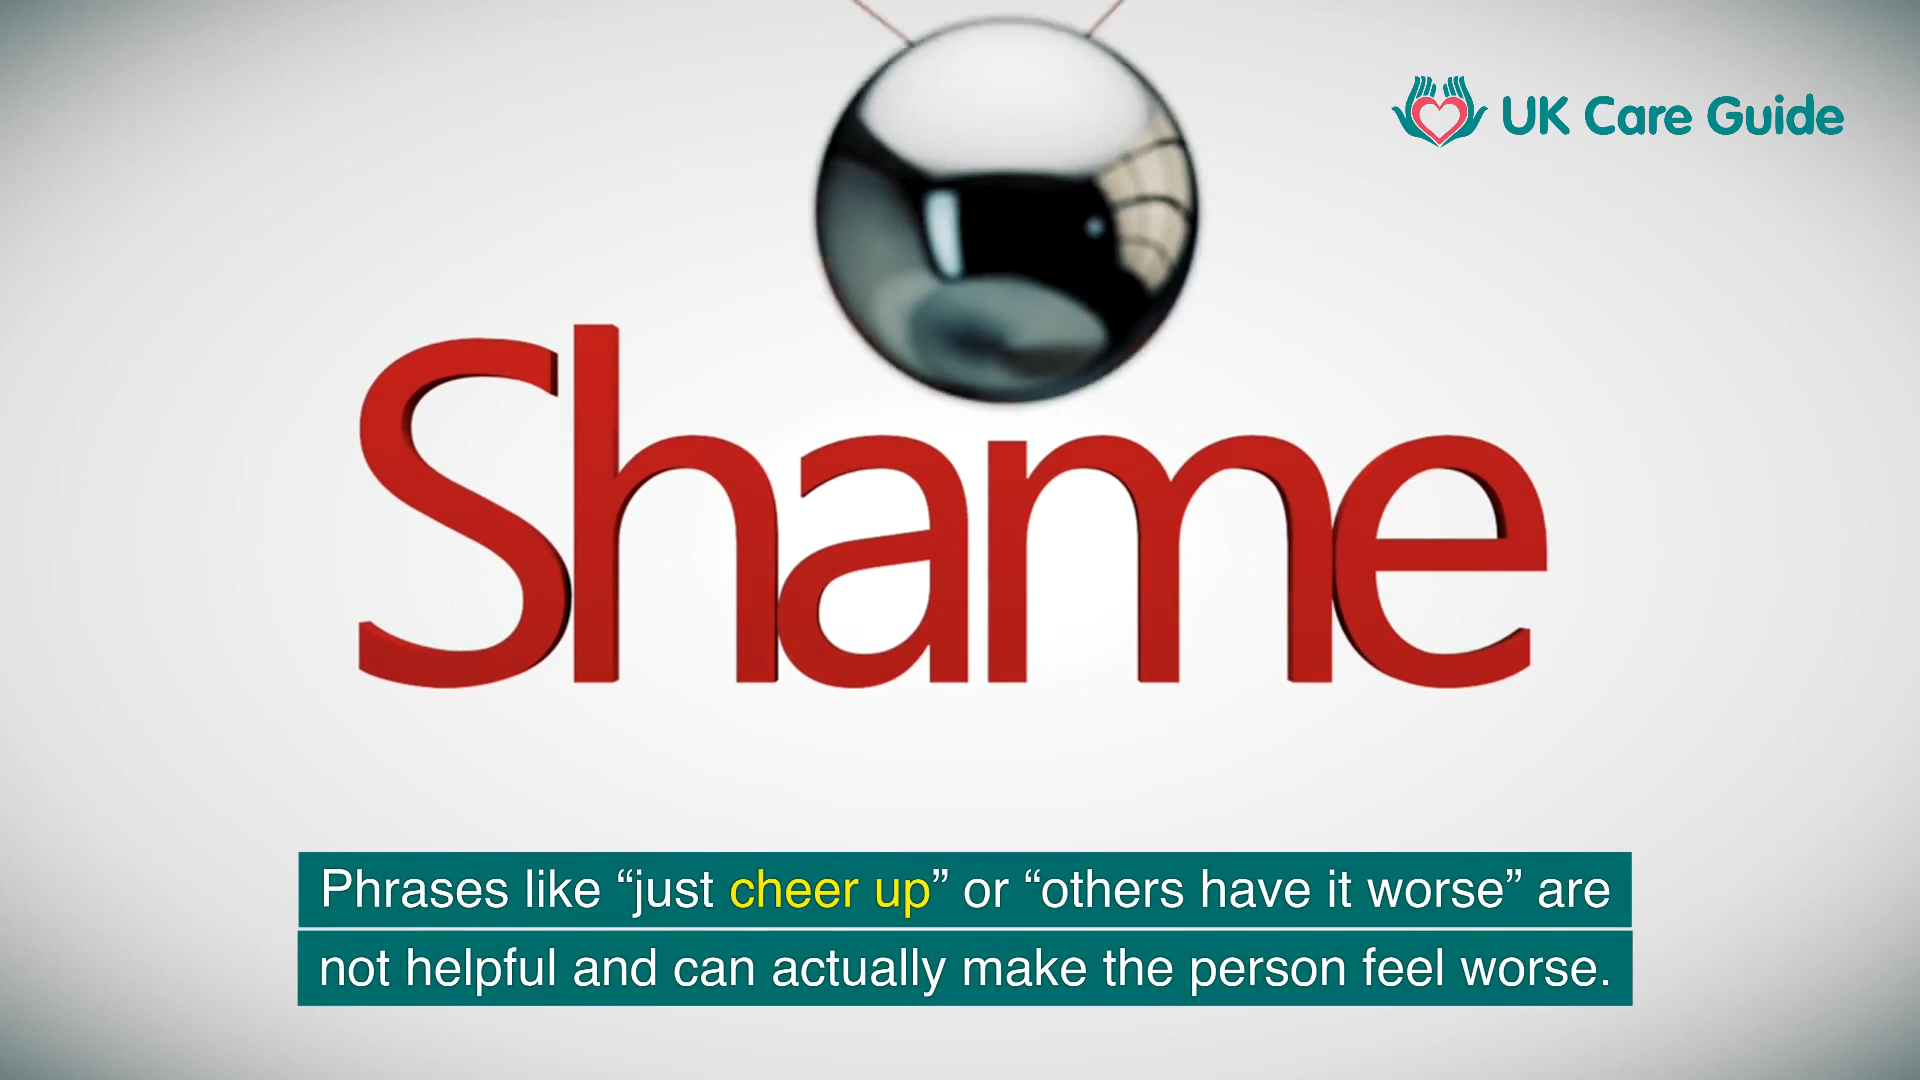 UK Care Guide
Shame
Phrases like “just cheer up” or “others have it worse” are
not helpful and can actually make the person feel worse.